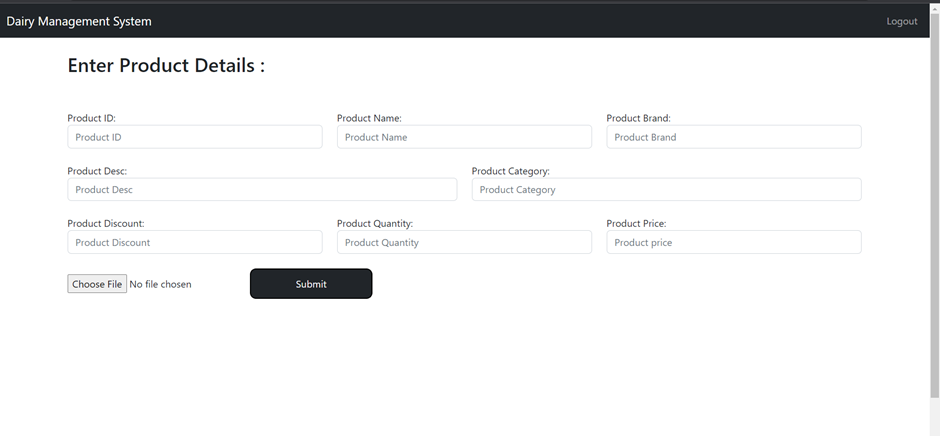 Dairy Management System Logout
Enter Product Details :
Product ID: Product Name: Product Brand:
Product ID Product Name Product Brand
Product Desc: Product Category:
Product Desc Product Category
Product Discount: Product Quantity: Product Price:
Product Discount Product Quantity Product price
Choose File No file chosen Submit